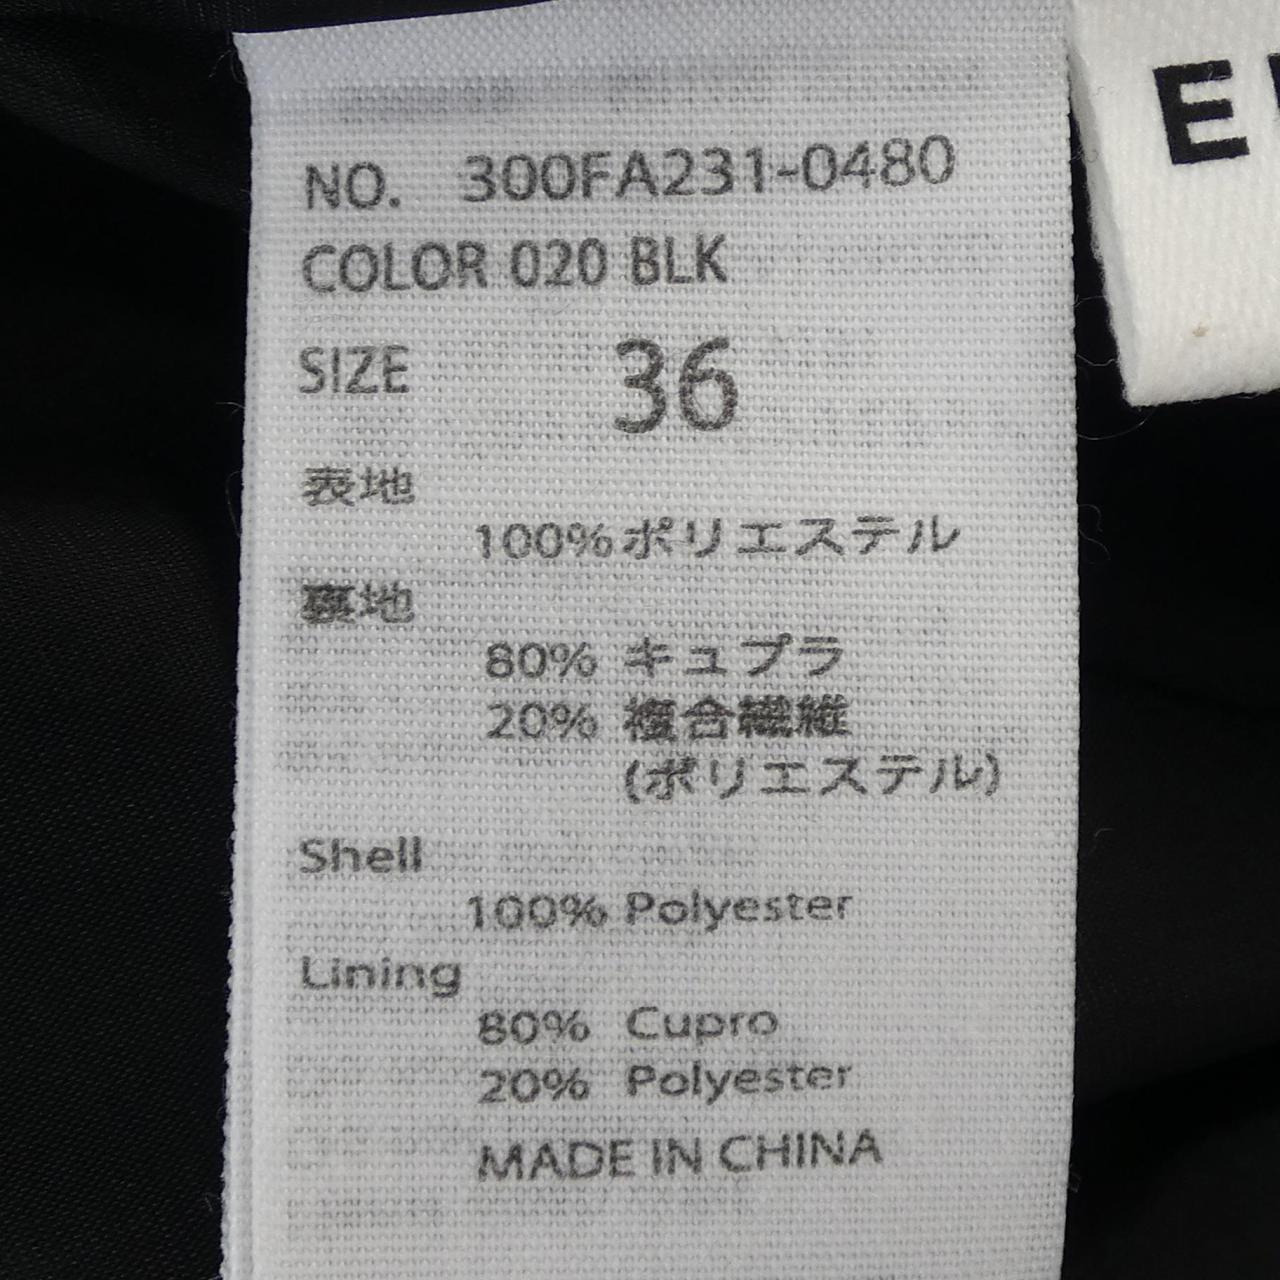 NO. 300FA231-0480
COLOR 020 BLK
SIZE 36
表地
100%ポリエステル
裏地
80% キュプラ
20% 複合繊維
(ポリエステル)
Shell
100% Polyester
Lining
80% Cupro
20% Polyester
MADE IN CHINA
E